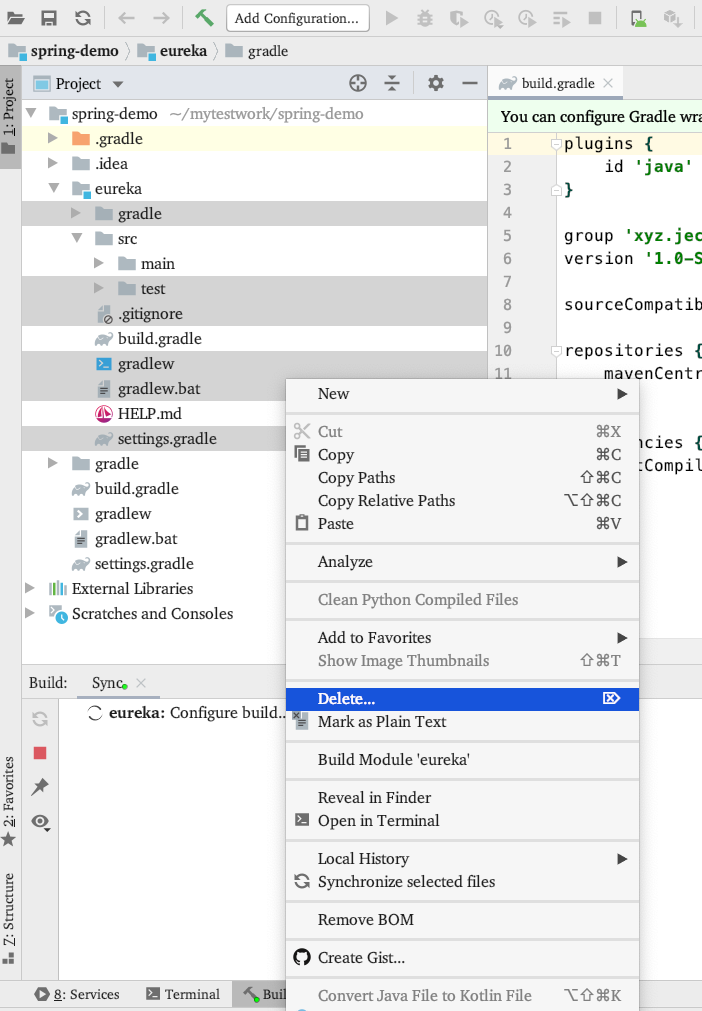 Add Configuration...
spring-demo
eureka
gradle
1: Project
Project
build.gradle
spring-demo ~/mytestwork/spring-demo
.gradle
.idea
eureka
gradle
src
main
test
.gitignore
build.gradle
gradlew
gradlew.bat
HELP.md
settings.gradle
gradle
build.gradle
gradlew
gradlew.bat
settings.gradle
External Libraries
Scratches and Consoles
You can configure Gradle wra
1 plugins {
2 id 'java'
3 }
4
5 group 'xyz.jec
6 version '1.0-S
7
8 sourceCompatib
9
10 repositories {
11 mavenCentr
ncies {
tCompil
New
Cut ⌘X
Copy ⌘C
Copy Paths ⇧⌘C
Copy Relative Paths ⌥⇧⌘C
Paste ⌘V
Analyze
Clean Python Compiled Files
Add to Favorites
Show Image Thumbnails ⇧⌘T
Delete... ⌦
Mark as Plain Text
Build Module 'eureka'
Reveal in Finder
Open in Terminal
Local History
Synchronize selected files
Remove BOM
Create Gist...
Convert Java File to Kotlin File ⌥⇧⌘K
Build:
Sync
eureka: Configure build..
2: Favorites
Z: Structure
8: Services
Terminal
Buil